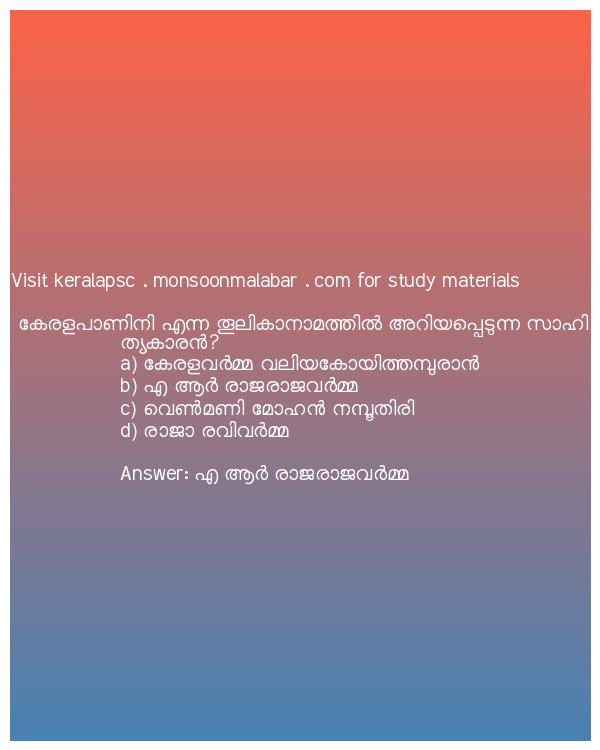 Visit keralapsc . monsoonmalabar . com for study materials
കേരളപാണിനി എന്ന തൂലികാനാമത്തിൽ അറിയപ്പെടുന്ന സാഹി
ത്യകാരൻ?
a) കേരളവർമ്മ വലിയകോയിത്തമ്പുരാൻ
b) എ ആർ രാജരാജവർമ്മ
c) വെൺമണി മോഹൻ നമ്പൂതിരി
d) രാജാ രവിവർമ്മ
Answer: എ ആർ രാജരാജവർമ്മ